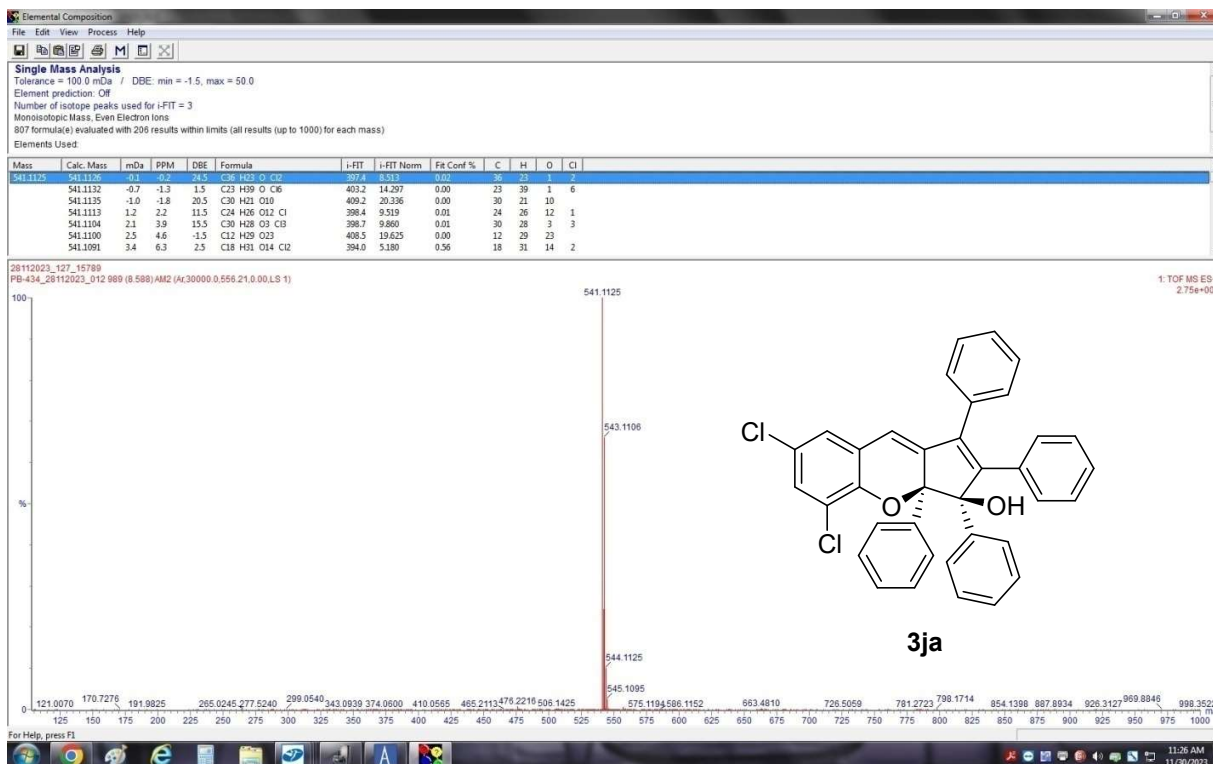 Elemental Composition
File Edit View Process Help
Single Mass Analysis
Tolerance = 100.0 mDa / DBE: min = -1.5, max = 50.0
Element prediction: Off
Number of isotope peaks used for i-FIT = 3
Monoisotopic Mass, Even Electron Ions
807 formula(e) evaluated with 206 results within limits (all results (up to 1000) for each mass)
Elements Used:
Mass Calc. Mass mDa PPM DBE Formula i-FIT i-FIT Norm Fit Conf % C H O Cl
541.1125 541.1126 -0.1 -0.2 24.5 C36 H23 O Cl2 397.4 8.513 0.02 36 23 1 2
541.1132 -0.7 -1.3 1.5 C23 H39 O Cl6 403.2 14.297 0.00 23 39 1 6
541.1135 -1.0 -1.8 20.5 C30 H21 O10 409.2 20.336 0.00 30 21 10
541.1113 1.2 2.2 11.5 C24 H26 O12 Cl 398.4 9.519 0.01 24 26 12 1
541.1104 2.1 3.9 15.5 C30 H28 O3 Cl3 398.7 9.860 0.01 30 28 3 3
541.1100 2.5 4.6 -1.5 C12 H29 O23 408.5 19.625 0.00 12 29 23
541.1091 3.4 6.3 2.5 C18 H31 O14 Cl2 394.0 5.180 0.56 18 31 14 2
28112023_127_15789
PB-434_28112023_012 989 (8.588) AM2 (Ar,30000.0,556.21,0.00,LS 1)
1: TOF MS ES
2.75e+00
100
541.1125
543.1106
%
Cl
Cl
O
OH
3ja
544.1125
545.1095
0
121.0070 170.7276 191.9825 265.0245 277.5240 299.0540 343.0939 374.0600 410.0565 465.2113 476.2216 506.1425 575.1194 586.1152 663.4810 726.5059 781.2723 798.1714 854.1398 887.8934 926.3127 969.8846 998.3522
125 150 175 200 225 250 275 300 325 350 375 400 425 450 475 500 525 550 575 600 625 650 675 700 725 750 775 800 825 850 875 900 925 950 975 1000
For Help, press F1
11:26 AM
11/30/2023